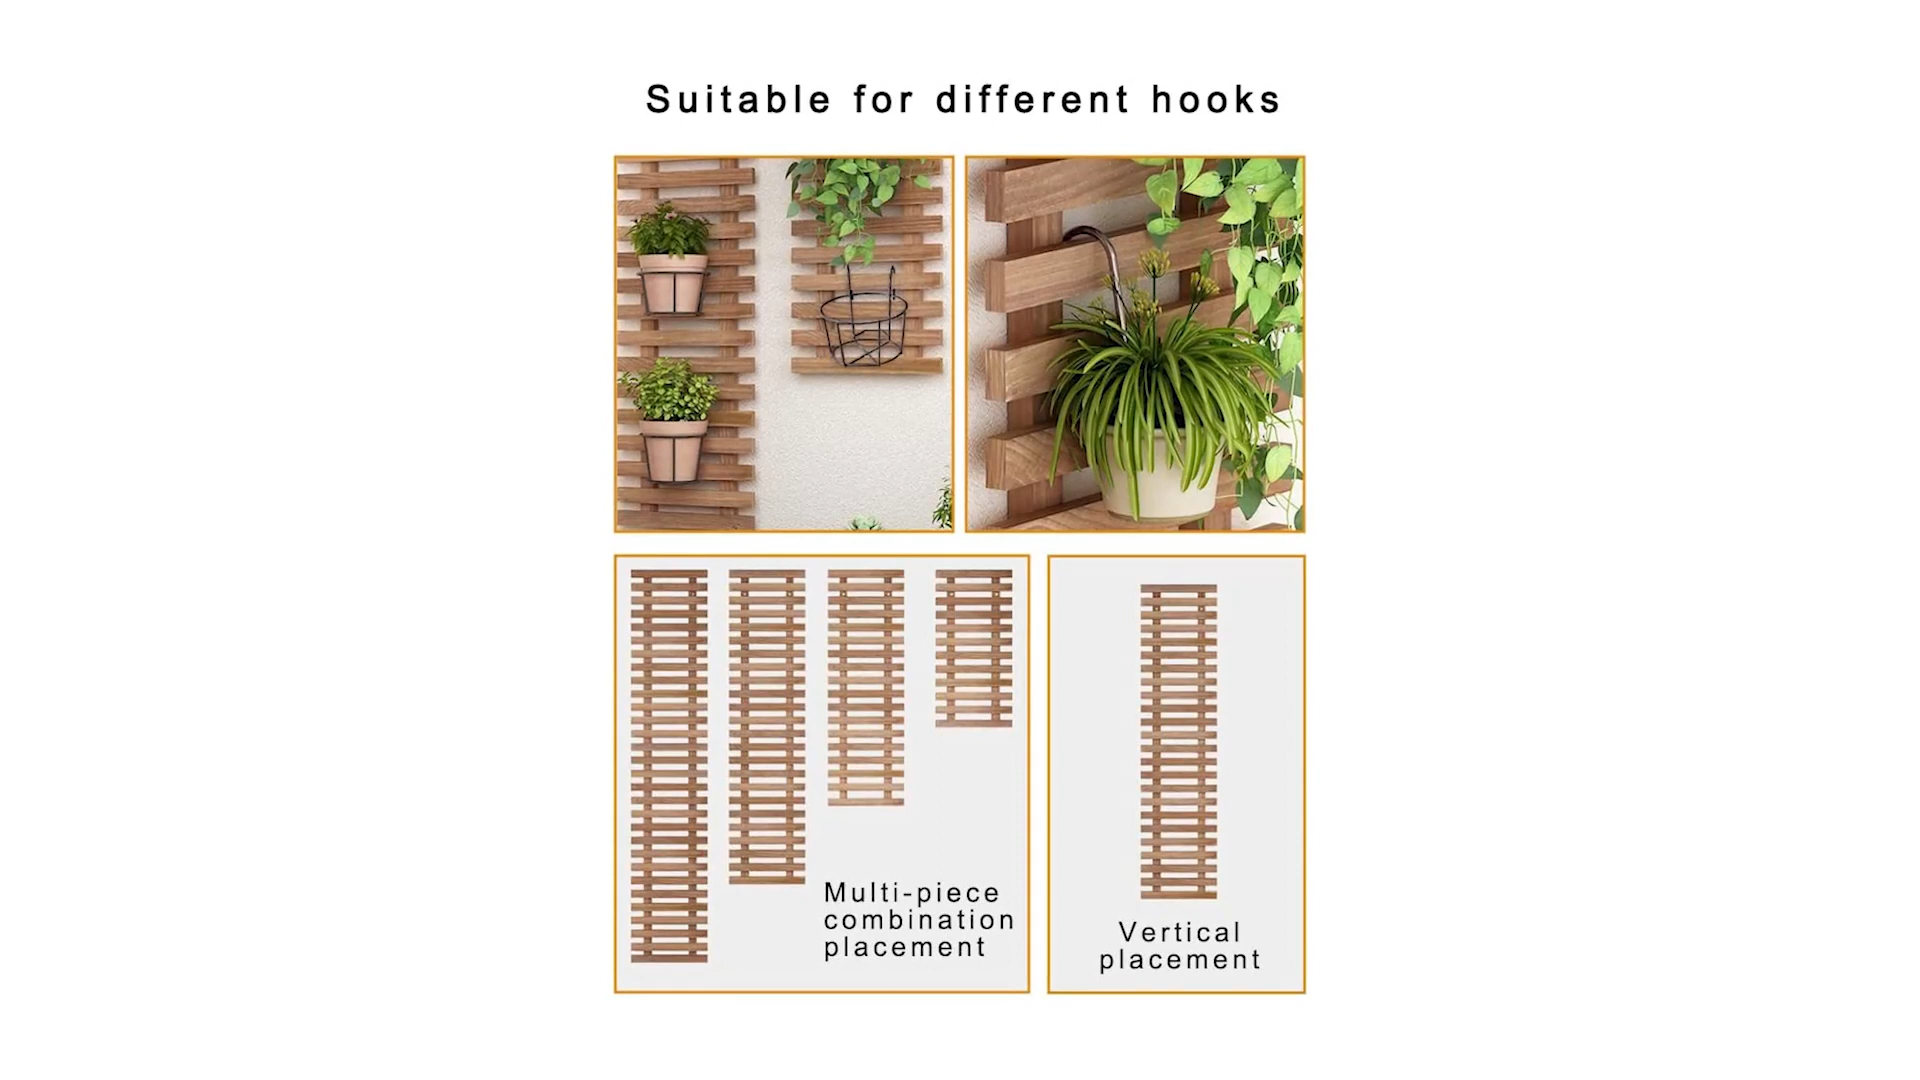 Suitable for different hooks
Multi-piece
combination
placement
Vertical
placement